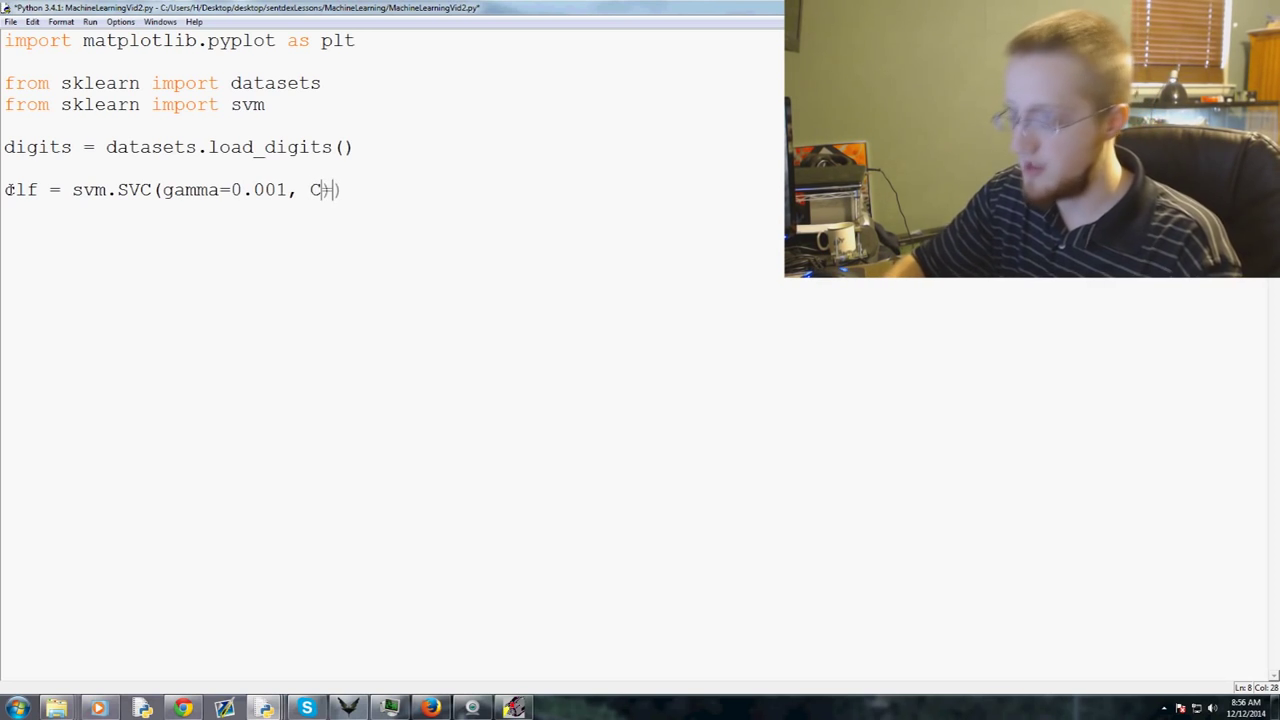 *Python 3.4.1: MachineLearningVid2.py - C:/Users/H/Desktop/desktop/sentdexLessons/MachineLearning/MachineLearningVid2.py*
File Edit Format Run Options Windows Help
import matplotlib.pyplot as plt
from sklearn import datasets
from sklearn import svm
digits = datasets.load_digits()
clf = svm.SVC(gamma=0.001, C)
Ln: 8 Col: 28
8:56 AM
12/12/2014